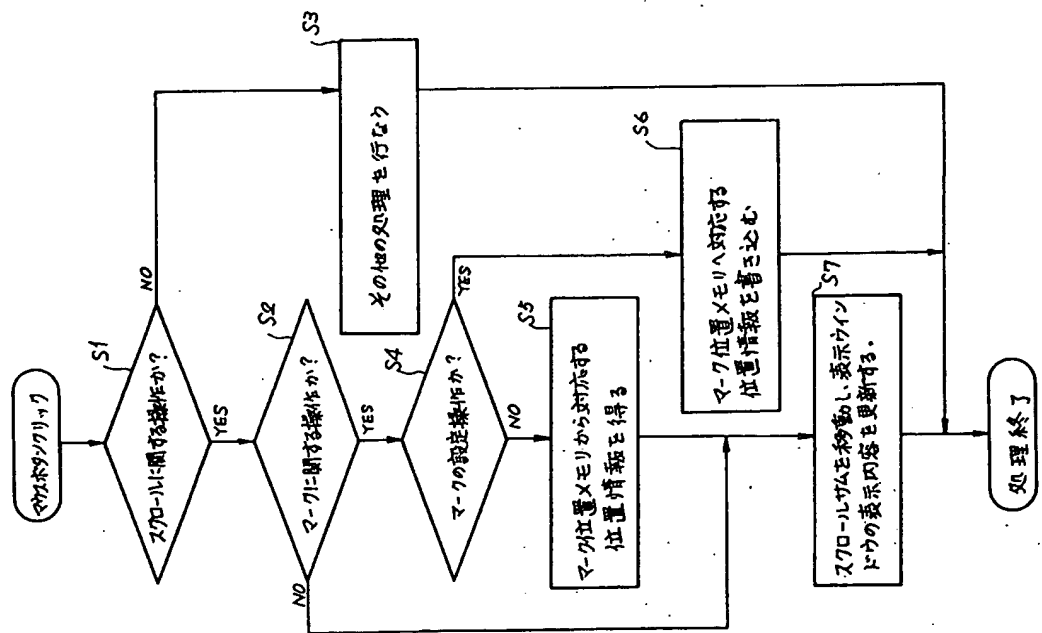 マウスボタンクリック
S1
スクロールに関する操作か?
NO
YES
S2
マークに関する操作か?
NO
YES
S3
その他の処理を行なう
S4
マークの設定操作か?
YES
NO
S5
マーク位置メモリから対応する
位置情報を得る
S6
マーク位置メモリへ対応する
位置情報を書き込む
S7
スクロールサムを移動し、表示ウイン
ドウの表示内容を更新する。
処理終了